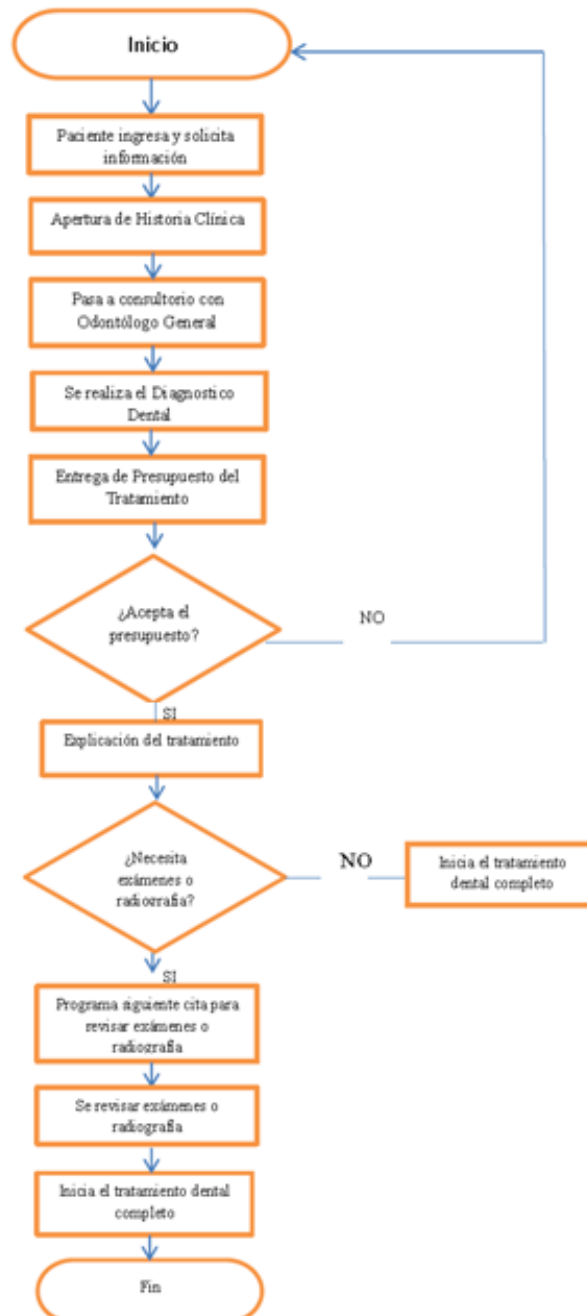 Inicio
Paciente ingresa y solicita
información
Apertura de Historia Clínica
Pasa a consultorio con
Odontólogo General
Se realiza el Diagnostico
Dental
Entrega de Presupuesto del
Tratamiento
¿Acepta el
presupuesto?
NO
SI
Explicación del tratamiento
¿Necesita
exámenes o
radiografía?
NO
Inicia el tratamiento
dental completo
SI
Programa siguiente cita para
revisar exámenes o
radiografía
Se revisar exámenes o
radiografía
Inicia el tratamiento dental
completo
Fin